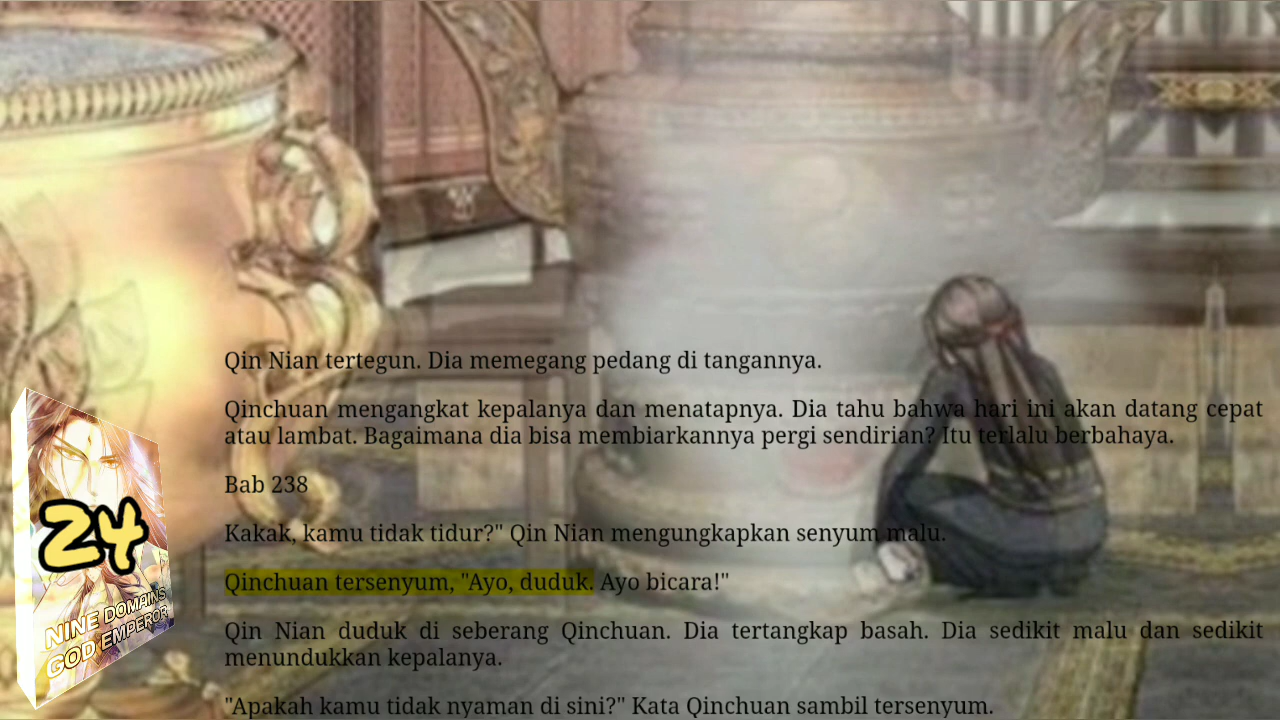 Qin Nian tertegun. Dia memegang pedang di tangannya.
Qinchuan mengangkat kepalanya dan menatapnya. Dia tahu bahwa hari ini akan datang cepat
atau lambat. Bagaimana dia bisa membiarkannya pergi sendirian? Itu terlalu berbahaya.
Bab 238
Kakak, kamu tidak tidur?" Qin Nian mengungkapkan senyum malu.
Qinchuan tersenyum, "Ayo, duduk. Ayo bicara!"
Qin Nian duduk di seberang Qinchuan. Dia tertangkap basah. Dia sedikit malu dan sedikit
menundukkan kepalanya.
"Apakah kamu tidak nyaman di sini?" Kata Qinchuan sambil tersenyum.
24
NINE DOMAINS
GOD EMPEROR